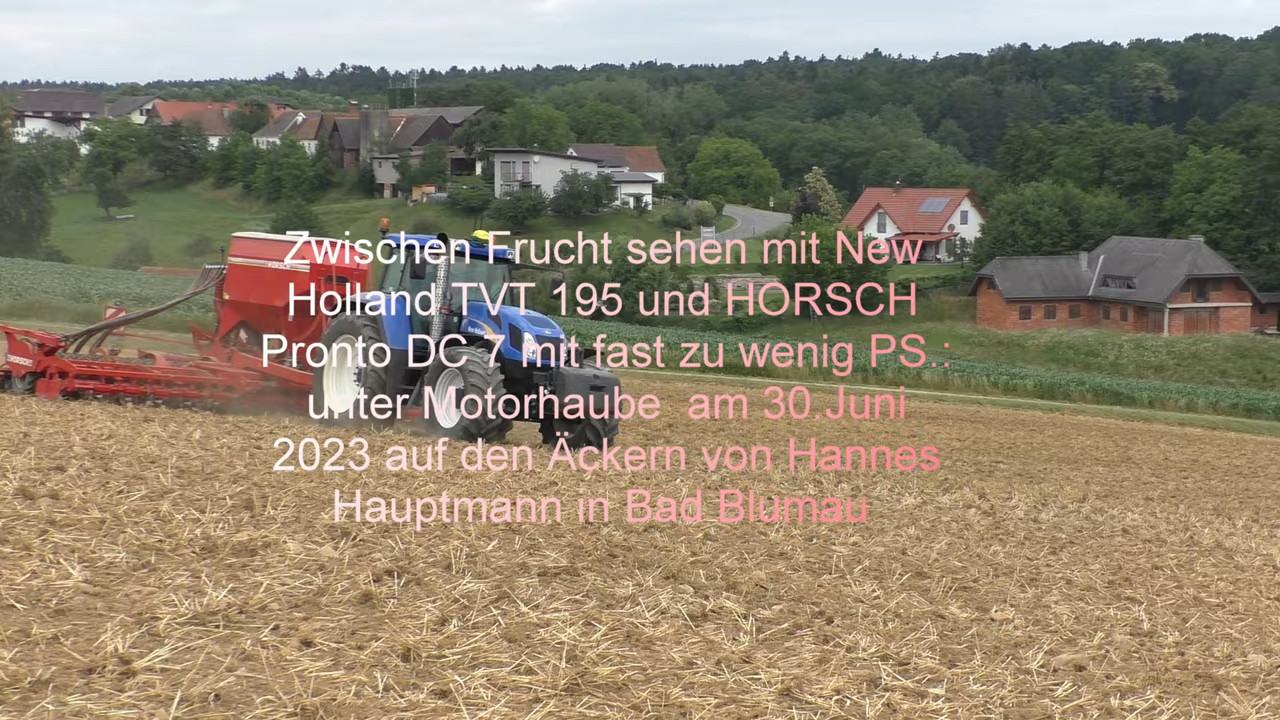 Zwischen Frucht sehen mit New
Holland TVT 195 und HORSCH
Pronto DC 7 mit fast zu wenig PS.:
unter Motorhaube am 30.Juni
2023 auf den Äckern von Hannes
Hauptmann in Bad Blumau